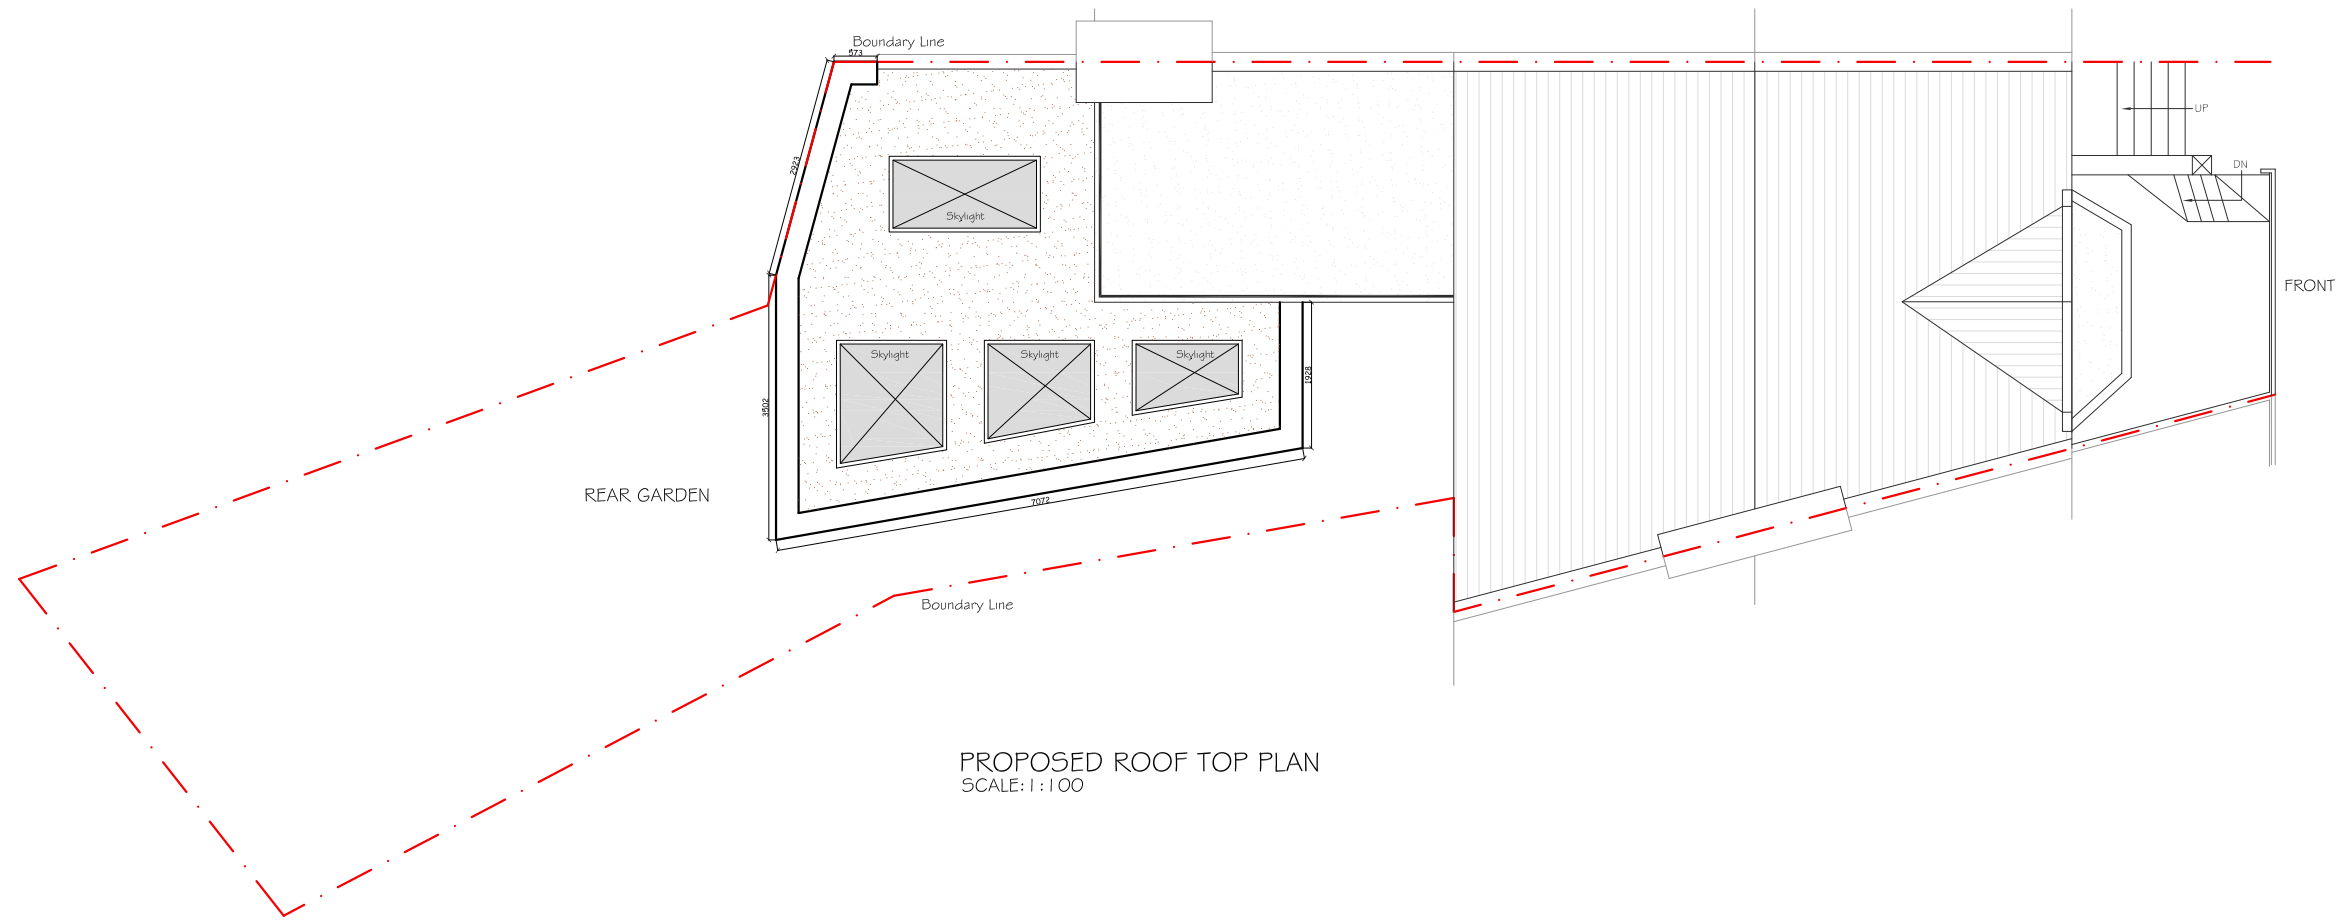 Boundary Line
573
UP
2923
DN
Skylight
FRONT
Skylight
Skylight
Skylight
1928
3502
REAR GARDEN
7072
Boundary Line
PROPOSED ROOF TOP PLAN
SCALE:1:100